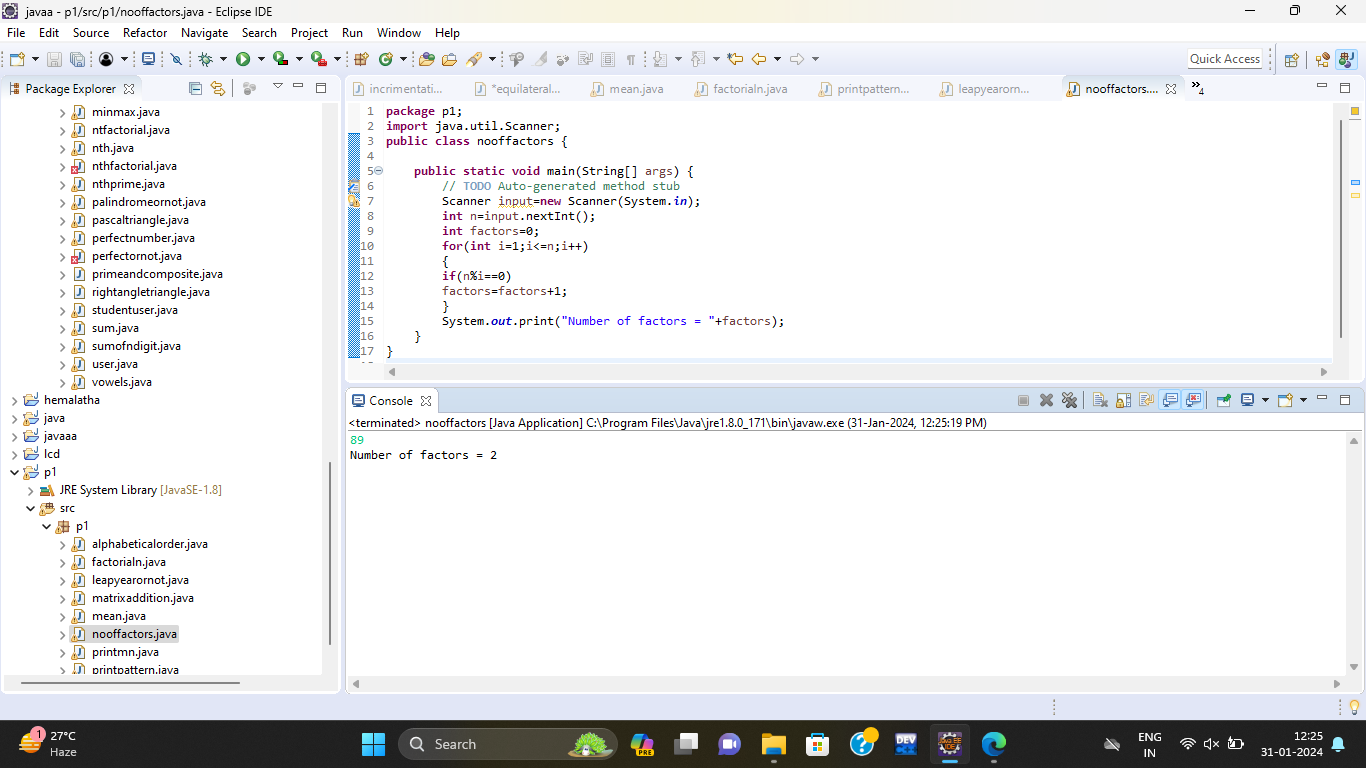 javaa - p1/src/p1/nooffactors.java - Eclipse IDE
File Edit Source Refactor Navigate Search Project Run Window Help
Quick Access
Package Explorer
minmax.java
ntfactorial.java
nth.java
nthfactorial.java
nthprime.java
palindromeornot.java
pascaltriangle.java
perfectnumber.java
perfectornot.java
primeandcomposite.java
rightangletriangle.java
studentuser.java
sum.java
sumofndigit.java
user.java
vowels.java
hemalatha
java
javaaa
lcd
p1
JRE System Library [JavaSE-1.8]
src
p1
alphabeticalorder.java
factorialn.java
leapyearornot.java
matrixaddition.java
mean.java
nooffactors.java
printmn.java
printpattern.java
incrimentati... *equilateral... mean.java factorialn.java printpattern... leapyearorn... nooffactors.... »4
1 package p1;
2 import java.util.Scanner;
3 public class nooffactors {
4
5 public static void main(String[] args) {
6 // TODO Auto-generated method stub
7 Scanner input=new Scanner(System.in);
8 int n=input.nextInt();
9 int factors=0;
10 for(int i=1;i<=n;i++)
11 {
12 if(n%i==0)
13 factors=factors+1;
14 }
15 System.out.print("Number of factors = "+factors);
16 }
17 }
Console
<terminated> nooffactors [Java Application] C:\Program Files\Java\jre1.8.0_171\bin\javaw.exe (31-Jan-2024, 12:25:19 PM)
89
Number of factors = 2
1
27°C
Haze
Search
PRE
DEV
Java EE
IDE
ENG
IN
12:25
31-01-2024